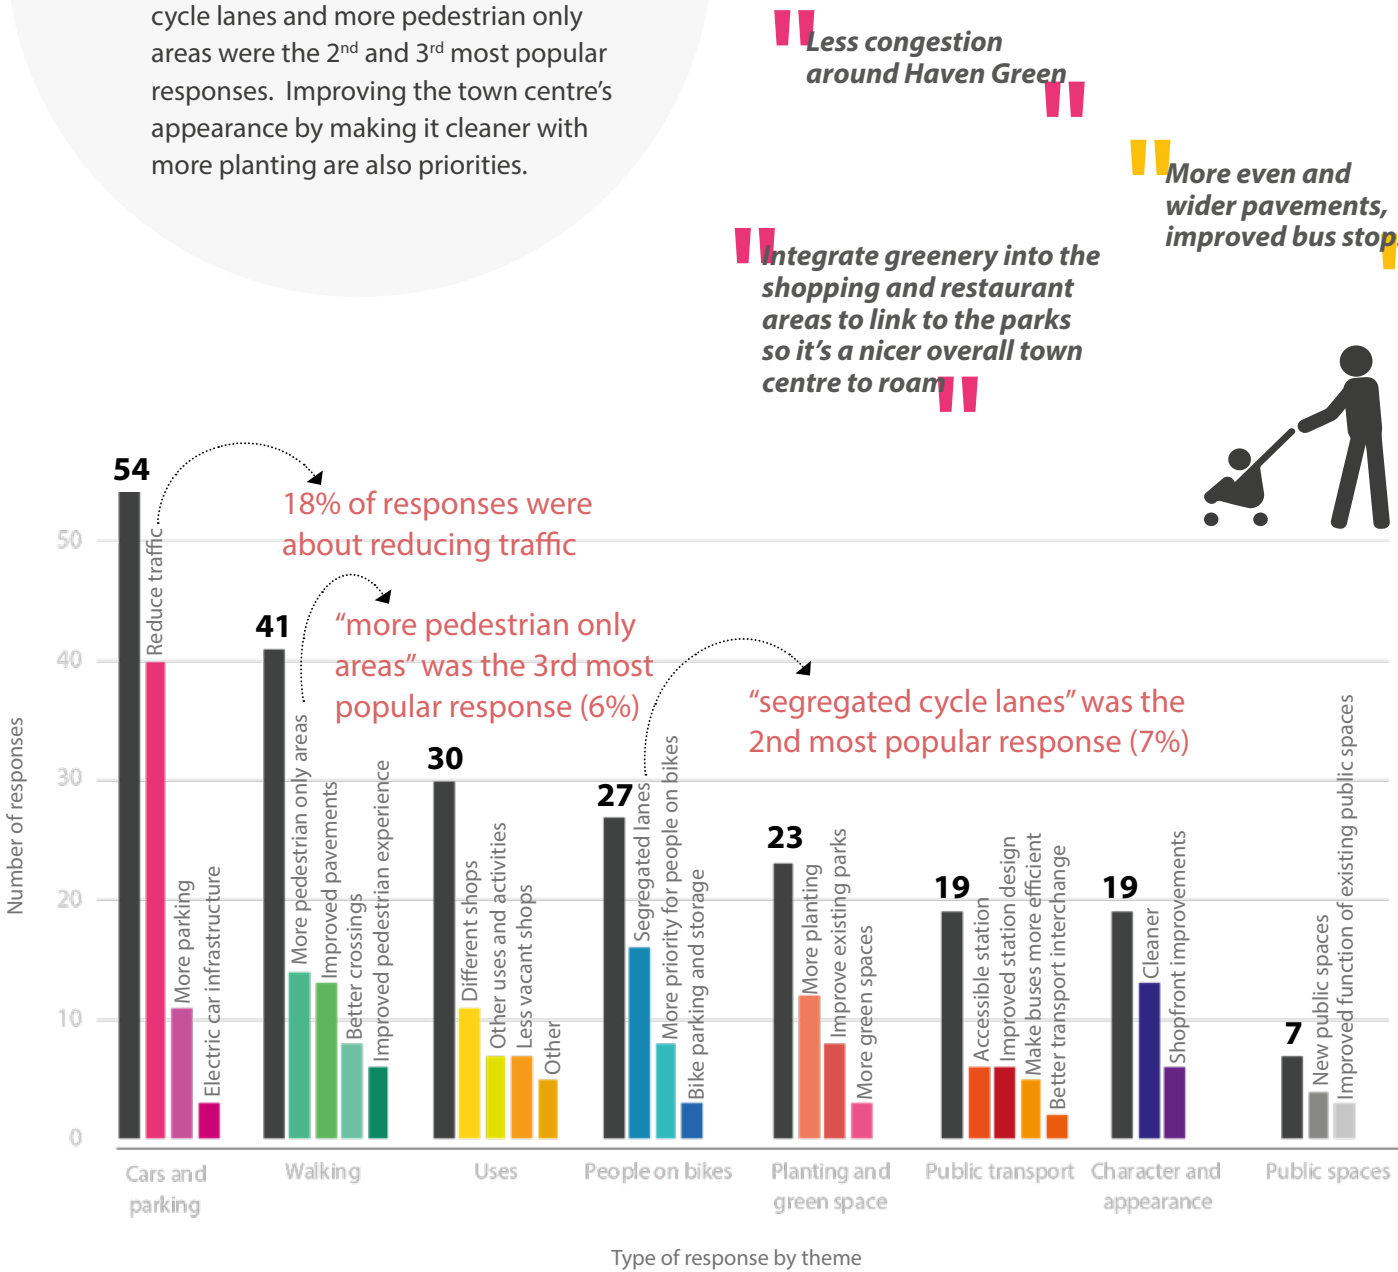 cycle lanes and more pedestrian only
areas were the 2nd and 3rd most popular
responses. Improving the town centre's
appearance by making it cleaner with
more planting are also priorities.
"Less congestion
around Haven Green"
"More even and
wider pavements,
improved bus stop
"Integrate greenery into the
shopping and restaurant
areas to link to the parks
so it's a nicer overall town
centre to roam"
18% of responses were
about reducing traffic
“more pedestrian only
areas” was the 3rd most
popular response (6%)
“segregated cycle lanes” was the
2nd most popular response (7%)
Number of responses
50
40
30
20
10
0
54
Reduce traffic
More parking
Electric car infrastructure
41
More pedestrian only areas
Improved pavements
Better crossings
Improved pedestrian experience
30
Different shops
Other uses and activities
Less vacant shops
Other
27
Segregated lanes
More priority for people on bikes
Bike parking and storage
23
More planting
Improve existing parks
More green spaces
19
Accessible station
Improved station design
Make buses more efficient
Better transport interchange
19
Cleaner
Shopfront improvements
7
New public spaces
Improved function of existing public spaces
Cars and
parking
Walking
Uses
People on bikes
Planting and
green space
Public transport
Character and
appearance
Public spaces
Type of response by theme